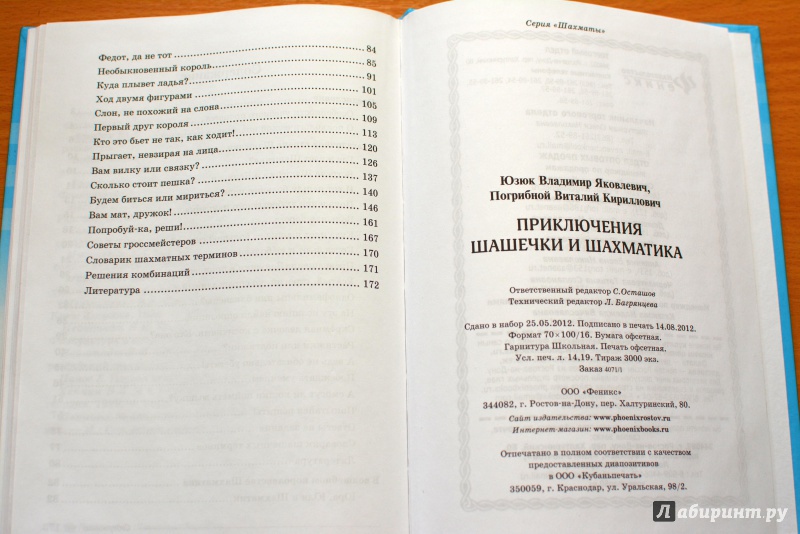 Федот, да не тот 84
Необыкновенный король 85
Куда плывет ладья? 91
Ход двумя фигурами 101
Слон, не похожий на слона 105
Первый друг короля 109
Кто это бьет не так, как ходит! 113
Прыгает, невзирая на лица 120
Вам вилку или связку? 126
Сколько стоит пешка? 137
Будем биться или мириться? 140
Вам мат, дружок! 146
Попробуй-ка, реши! 161
Советы гроссмейстеров 167
Словарик шахматных терминов 170
Решения комбинаций 171
Литература 172
Серия «Шахматы»
Юзюк Владимир Яковлевич,
Погрибной Виталий Кириллович
ПРИКЛЮЧЕНИЯ
ШАШЕЧКИ И ШАХМАТИКА
Ответственный редактор С.Осташов
Технический редактор Л. Багрянцева
Сдано в набор 25.05.2012. Подписано в печать 14.08.2012.
Формат 70×100/16. Бумага офсетная.
Гарнитура Школьная. Печать офсетная.
Усл. печ. л. 14,19. Тираж 3000 экз.
Заказ 4071/1
ООО «Феникс»
344082, г. Ростов-на-Дону, пер. Халтуринский, 80.
Сайт издательства: www.phoenixrostov.ru
Интернет-магазин: www.phoenixbooks.ru
Отпечатано в полном соответствии с качеством
предоставленных диапозитивов
в ООО «Кубаньпечать»
350059, г. Краснодар, ул. Уральская, 98/2.
Лабиринт.ру